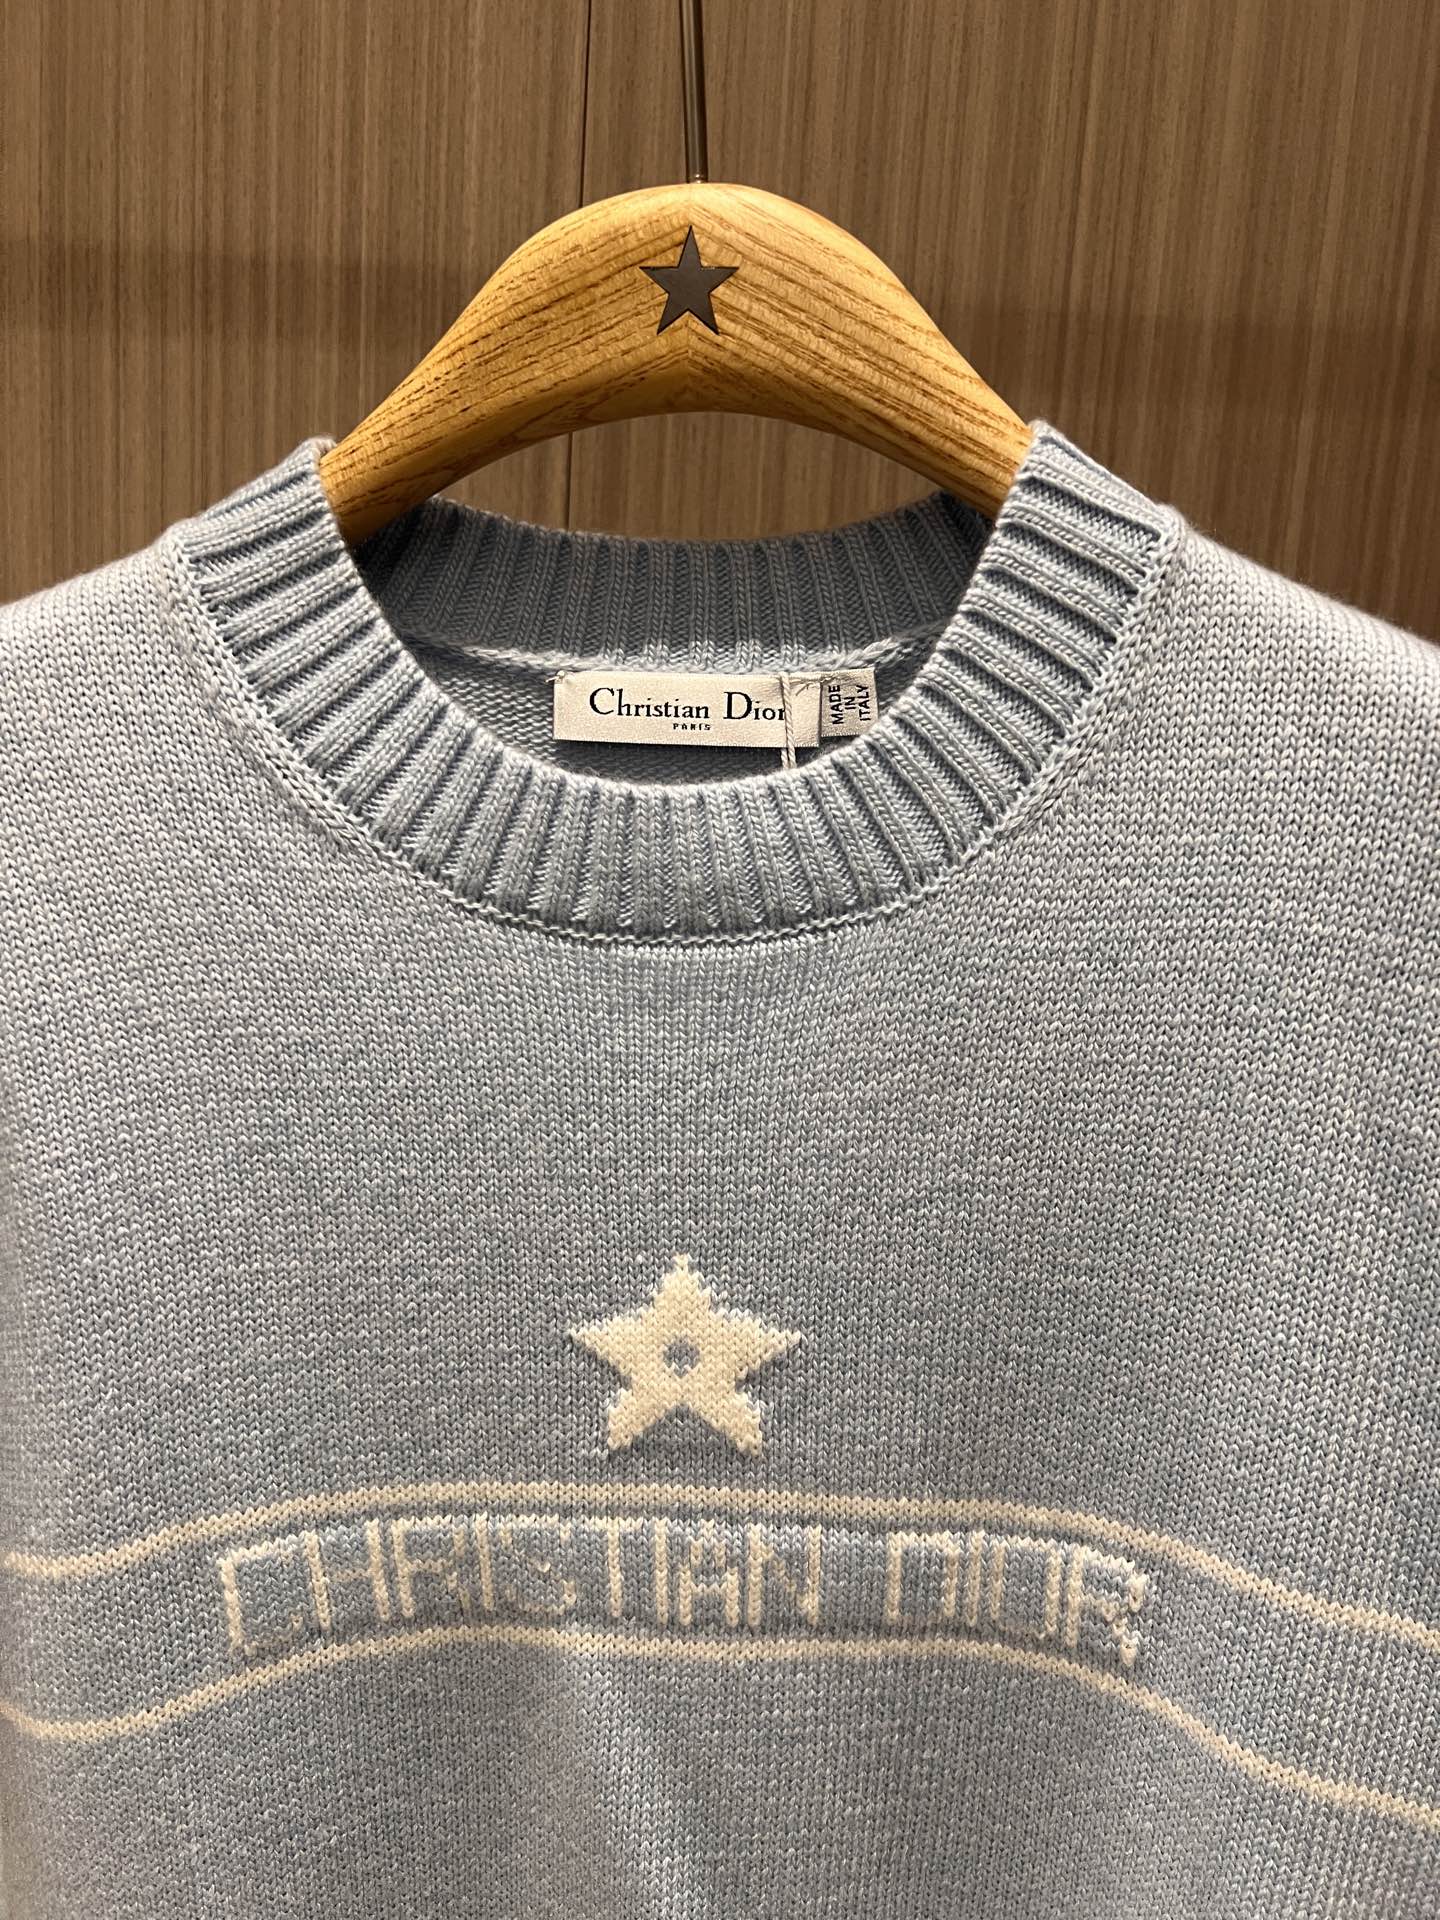 Christian Dior
PARIS
MADE
IN
ITALY
CHRISTIAN DIOR